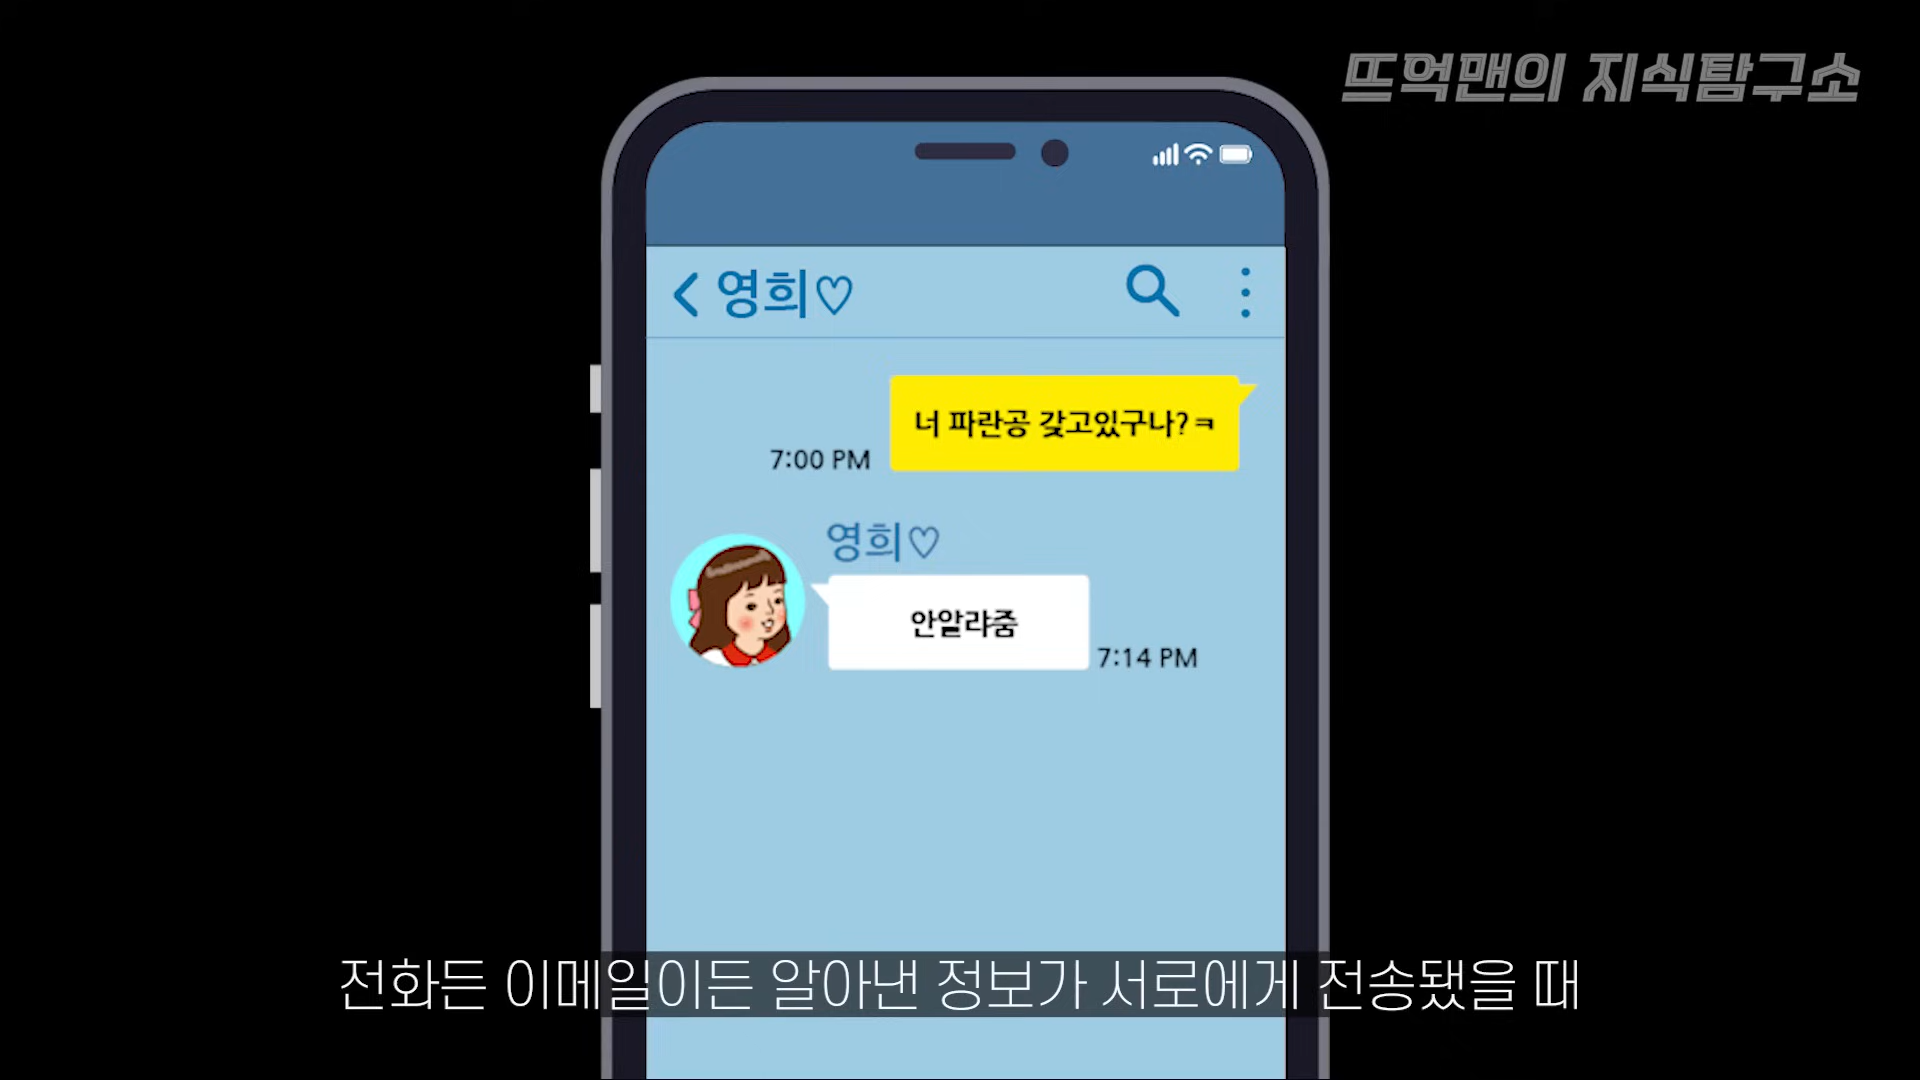 뜨억맨의 지식탐구소
영희♡
너 파란공 갖고있구나?ㅋ
7:00 PM
영희♡
안알랴줌
7:14 PM
전화든 이메일이든 알아낸 정보가 서로에게 전송됐을 때